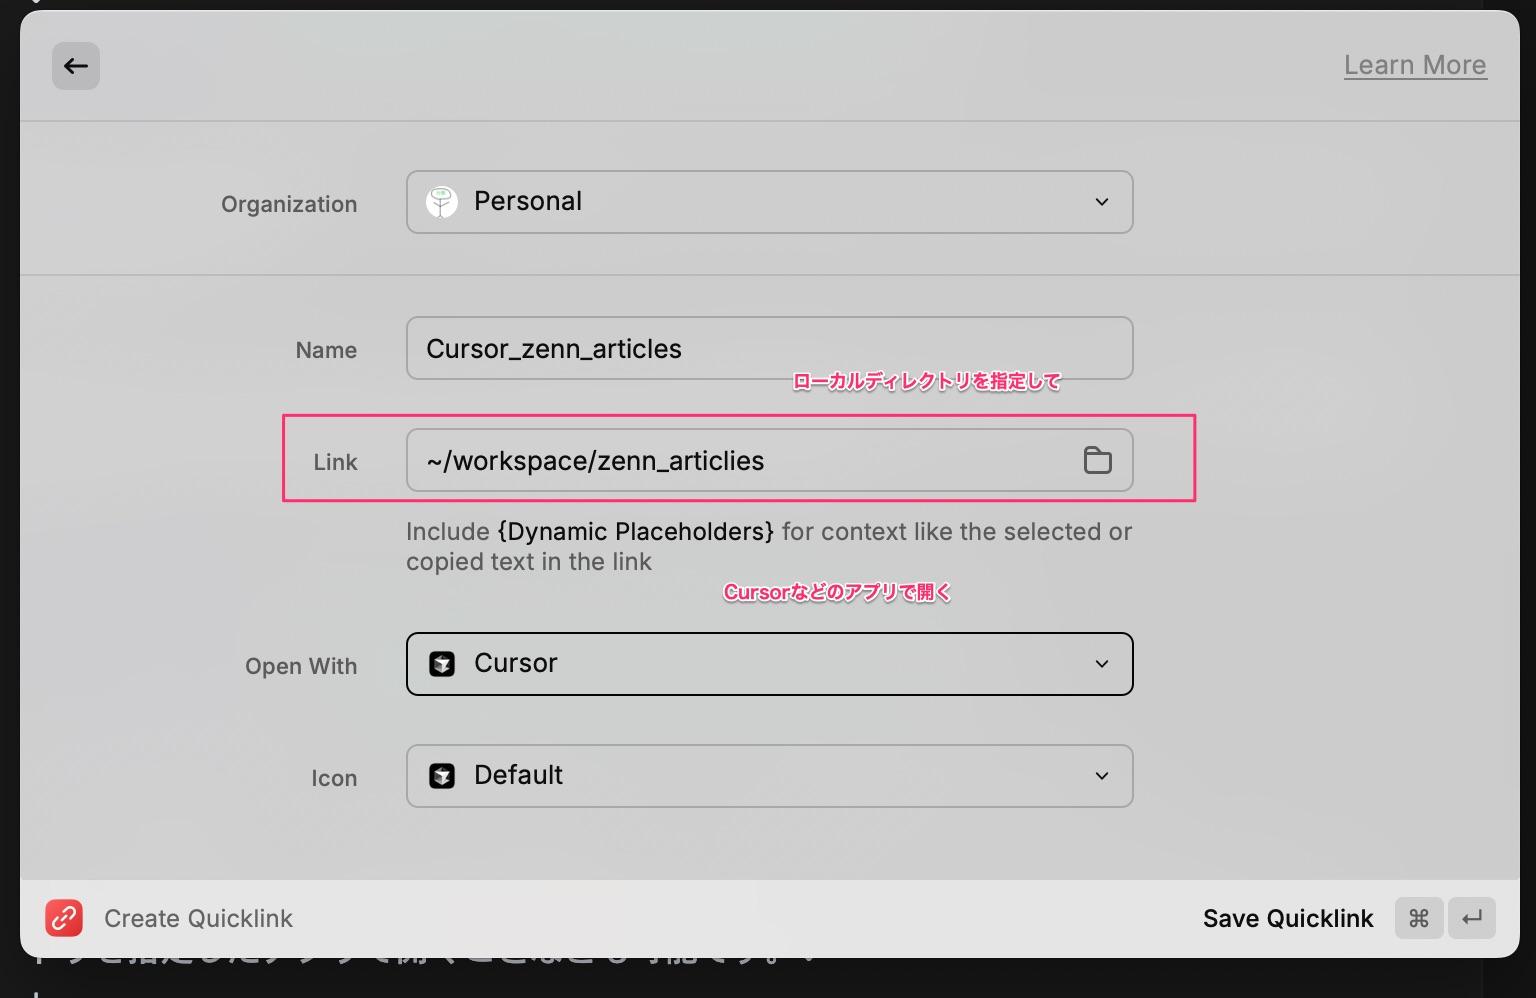 Learn More
Organization
Personal
Name
Cursor_zenn_articles
ローカルディレクトリを指定して
Link
~/workspace/zenn_articlies
Include {Dynamic Placeholders} for context like the selected or
copied text in the link
Cursorなどのアプリで開く
Open With
Cursor
Icon
Default
Create Quicklink
Save Quicklink ⌘ ↵